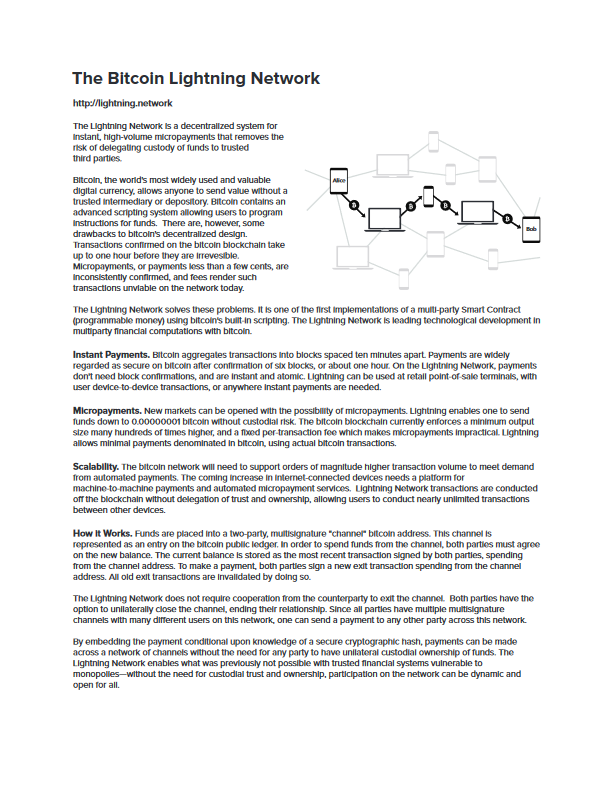 The Bitcoin Lightning Network
http://lightning.network
The Lightning Network is a decentralized system for
instant, high-volume micropayments that removes the
risk of delegating custody of funds to trusted
third parties.
Bitcoin, the world's most widely used and valuable
digital currency, allows anyone to send value without a
trusted intermediary or depository. Bitcoin contains an
advanced scripting system allowing users to program
instructions for funds.  There are, however, some
drawbacks to bitcoin's decentralized design.
Transactions confirmed on the bitcoin blockchain take
up to one hour before they are irrevesible.
Micropayments, or payments less than a few cents, are
inconsistently confirmed, and fees render such
transactions unviable on the network today.
Alice
Bob
The Lightning Network solves these problems. It is one of the first implementations of a multi-party Smart Contract
(programmable money) using bitcoin's built-in scripting. The Lightning Network is leading technological development in
multiparty financial computations with bitcoin.
Instant Payments. Bitcoin aggregates transactions into blocks spaced ten minutes apart. Payments are widely
regarded as secure on bitcoin after confirmation of six blocks, or about one hour. On the Lightning Network, payments
don't need block confirmations, and are instant and atomic. Lightning can be used at retail point-of-sale terminals, with
user device-to-device transactions, or anywhere instant payments are needed.
Micropayments. New markets can be opened with the possibility of micropayments. Lightning enables one to send
funds down to 0.00000001 bitcoin without custodial risk. The bitcoin blockchain currently enforces a minimum output
size many hundreds of times higher, and a fixed per-transaction fee which makes micropayments impractical. Lightning
allows minimal payments denominated in bitcoin, using actual bitcoin transactions.
Scalability. The bitcoin network will need to support orders of magnitude higher transaction volume to meet demand
from automated payments. The coming increase in internet-connected devices needs a platform for
machine-to-machine payments and automated micropayment services.  Lightning Network transactions are conducted
off the blockchain without delegation of trust and ownership, allowing users to conduct nearly unlimited transactions
between other devices.
How it Works. Funds are placed into a two-party, multisignature "channel" bitcoin address. This channel is
represented as an entry on the bitcoin public ledger. In order to spend funds from the channel, both parties must agree
on the new balance. The current balance is stored as the most recent transaction signed by both parties, spending
from the channel address. To make a payment, both parties sign a new exit transaction spending from the channel
address. All old exit transactions are invalidated by doing so.
The Lightning Network does not require cooperation from the counterparty to exit the channel.  Both parties have the
option to unilaterally close the channel, ending their relationship. Since all parties have multiple multisignature
channels with many different users on this network, one can send a payment to any other party across this network.
By embedding the payment conditional upon knowledge of a secure cryptographic hash, payments can be made
across a network of channels without the need for any party to have unilateral custodial ownership of funds. The
Lightning Network enables what was previously not possible with trusted financial systems vulnerable to
monopolies—without the need for custodial trust and ownership, participation on the network can be dynamic and
open for all.